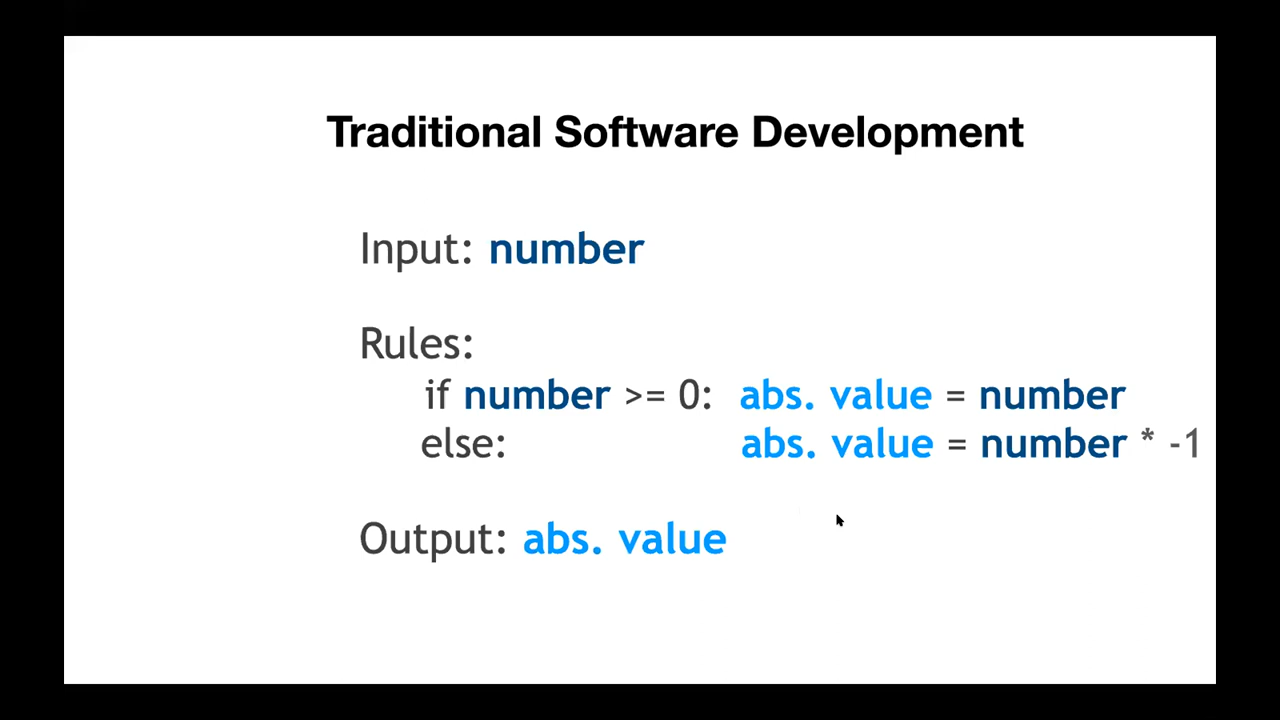 Traditional Software Development
Input: number
Rules:
if number >= 0: abs. value = number
else: abs. value = number * -1
Output: abs. value